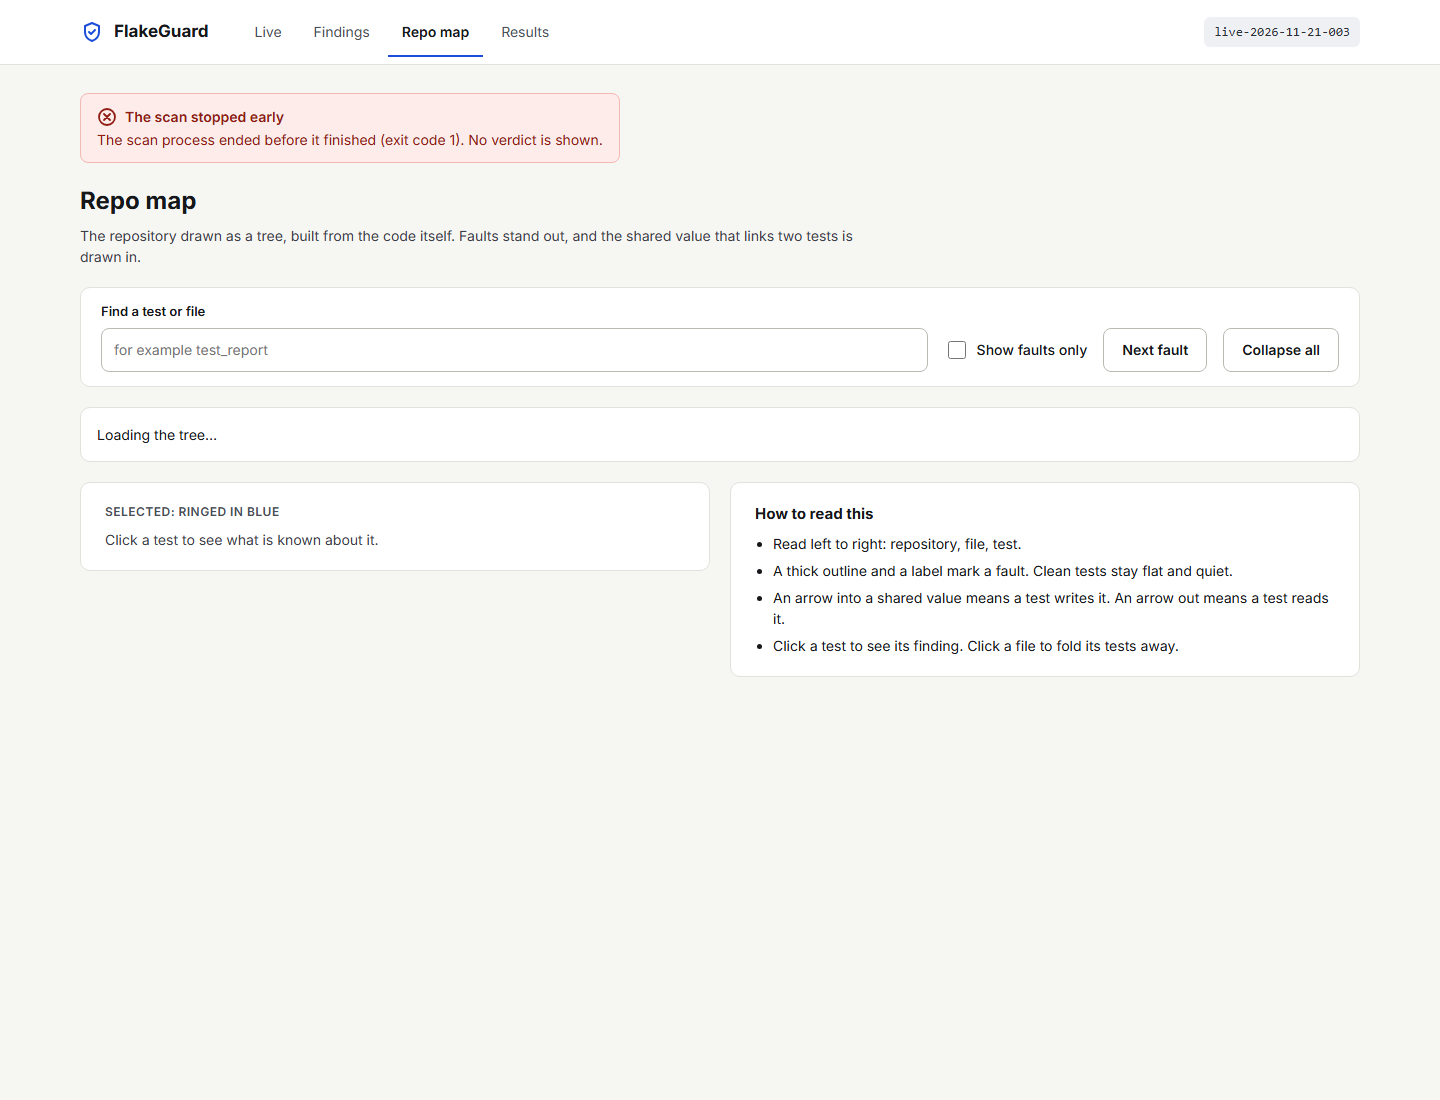 FlakeGuard
Live
Findings
Repo map
Results
live-2026-11-21-003
The scan stopped early
The scan process ended before it finished (exit code 1). No verdict is shown.
Repo map
The repository drawn as a tree, built from the code itself. Faults stand out, and the shared value that links two tests is
drawn in.
Find a test or file
for example test_report
Show faults only
Next fault
Collapse all
Loading the tree...
SELECTED: RINGED IN BLUE
Click a test to see what is known about it.
How to read this
Read left to right: repository, file, test.
A thick outline and a label mark a fault. Clean tests stay flat and quiet.
An arrow into a shared value means a test writes it. An arrow out means a test reads
it.
Click a test to see its finding. Click a file to fold its tests away.